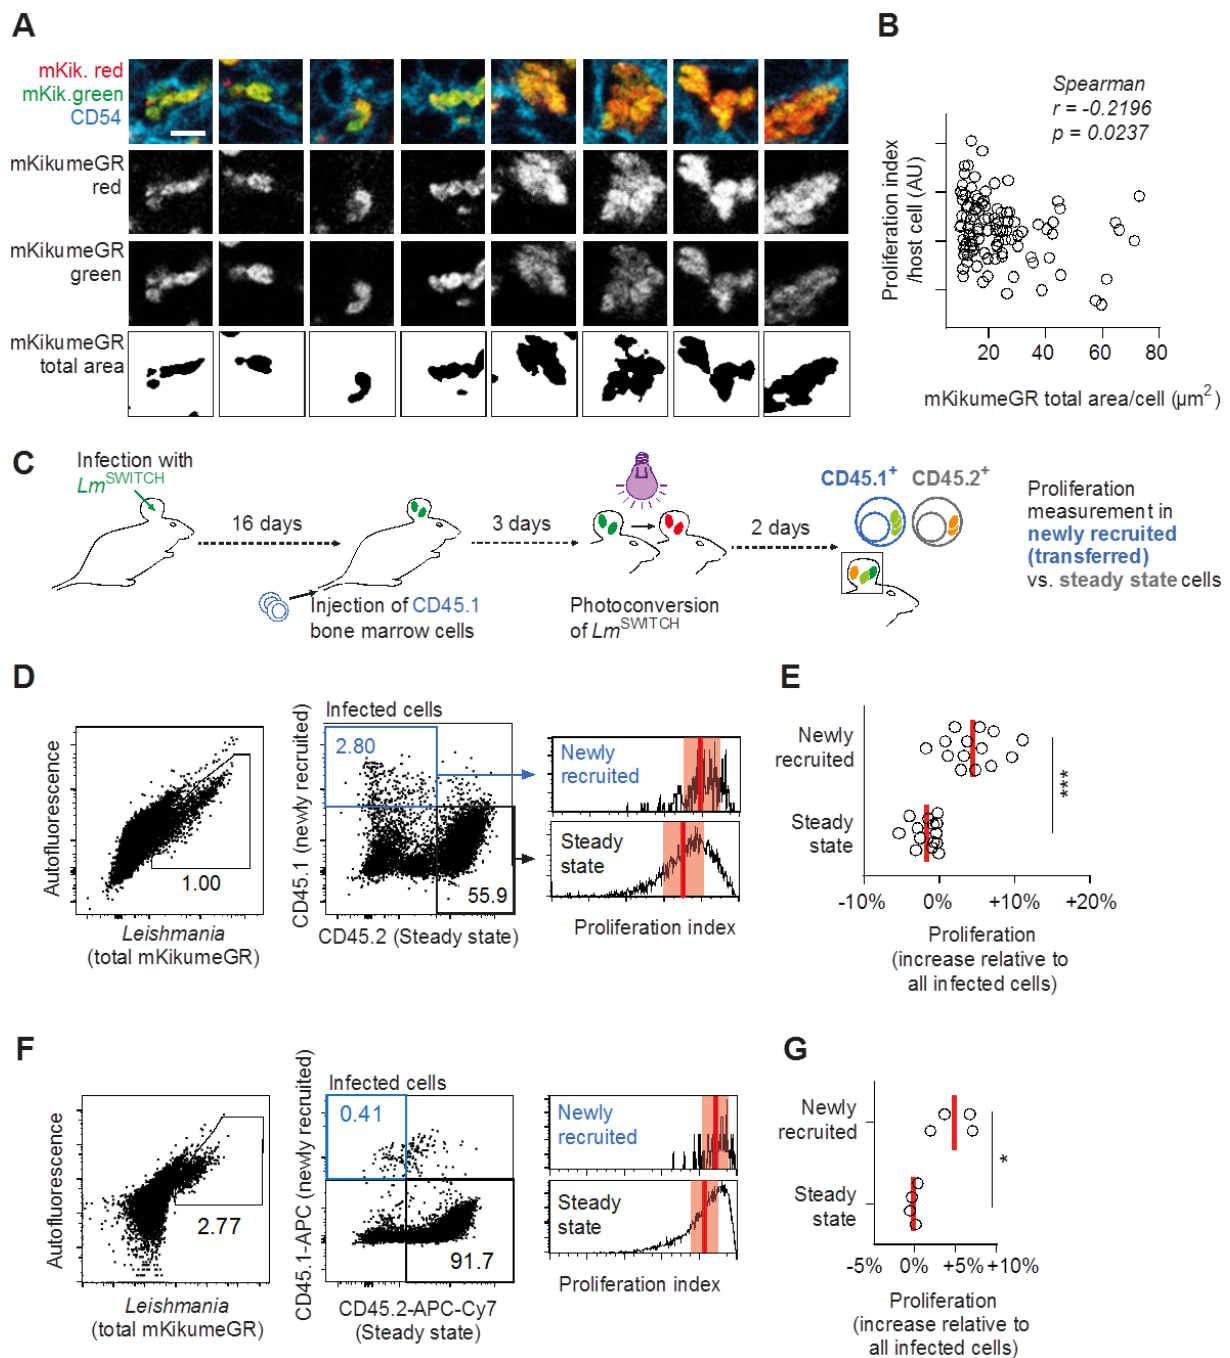 A
mKik. red
mKik.green
CD54
mKikumeGR
red
mKikumeGR
green
mKikumeGR
total area
B
Spearman
r = -0.2196
p = 0.0237
Proliferation index
/host cell (AU)
20 40 60 80
mKikumeGR total area/cell (µm²)
C
Infection with
Lm^SWITCH
16 days
Injection of CD45.1
bone marrow cells
3 days
Photoconversion
of Lm^SWITCH
2 days
CD45.1⁺ CD45.2⁺
Proliferation
measurement in
newly recruited
(transferred)
vs. steady state cells
D
Autofluorescence
1.00
Leishmania
(total mKikumeGR)
Infected cells
CD45.1 (newly recruited)
2.80
55.9
CD45.2 (Steady state)
Newly
recruited
Steady
state
Proliferation index
E
Newly
recruited
Steady
state
***
-10% 0% +10% +20%
Proliferation
(increase relative to
all infected cells)
F
Autofluorescence
2.77
Leishmania
(total mKikumeGR)
Infected cells
CD45.1-APC (newly recruited)
0.41
91.7
CD45.2-APC-Cy7
(Steady state)
Newly
recruited
Steady
state
Proliferation index
G
Newly
recruited
Steady
state
*
-5% 0% +5% +10%
Proliferation
(increase relative to
all infected cells)